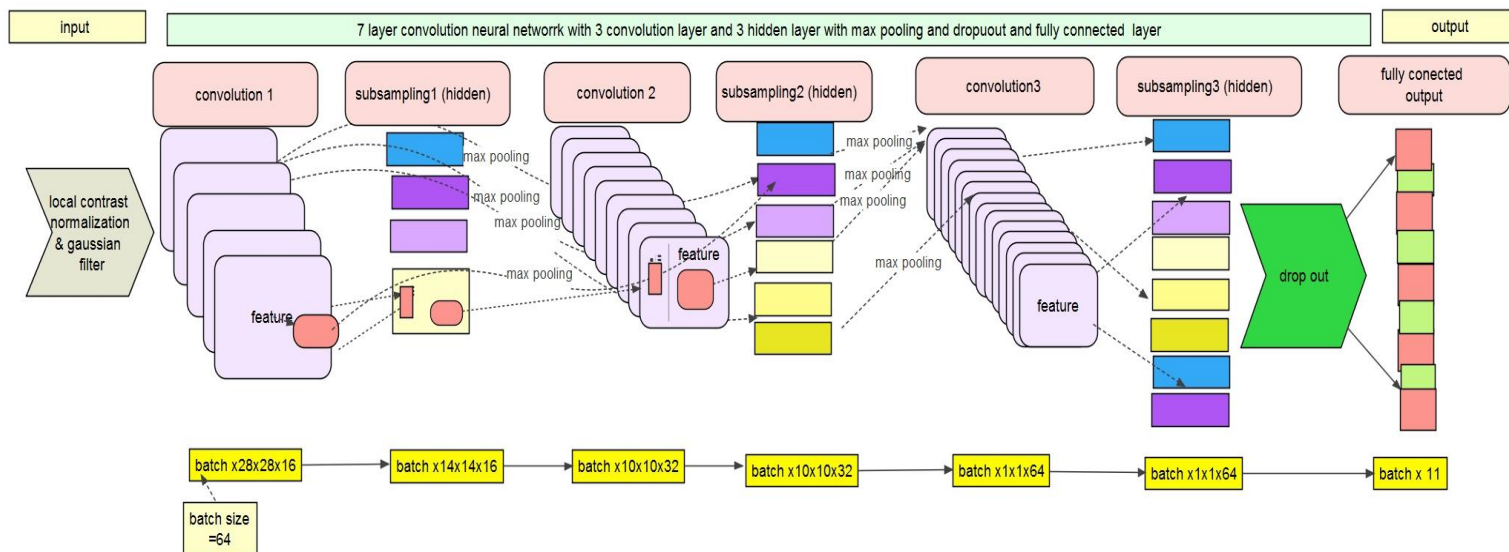 input
7 layer convolution neural networrk with 3 convolution layer and 3 hidden layer with max pooling and dropuout and fully connected layer
output
convolution 1
subsampling1 (hidden)
convolution 2
subsampling2 (hidden)
convolution3
subsampling3 (hidden)
fully conected
output
local contrast
normalization
& gaussian
filter
max pooling
max pooling
max pooling
max pooling
max pooling
max pooling
max pooling
max pooling
feature
feature
feature
drop out
batch x28x28x16
batch x14x14x16
batch x10x10x32
batch x10x10x32
batch x1x1x64
batch x1x1x64
batch x 11
batch size
=64